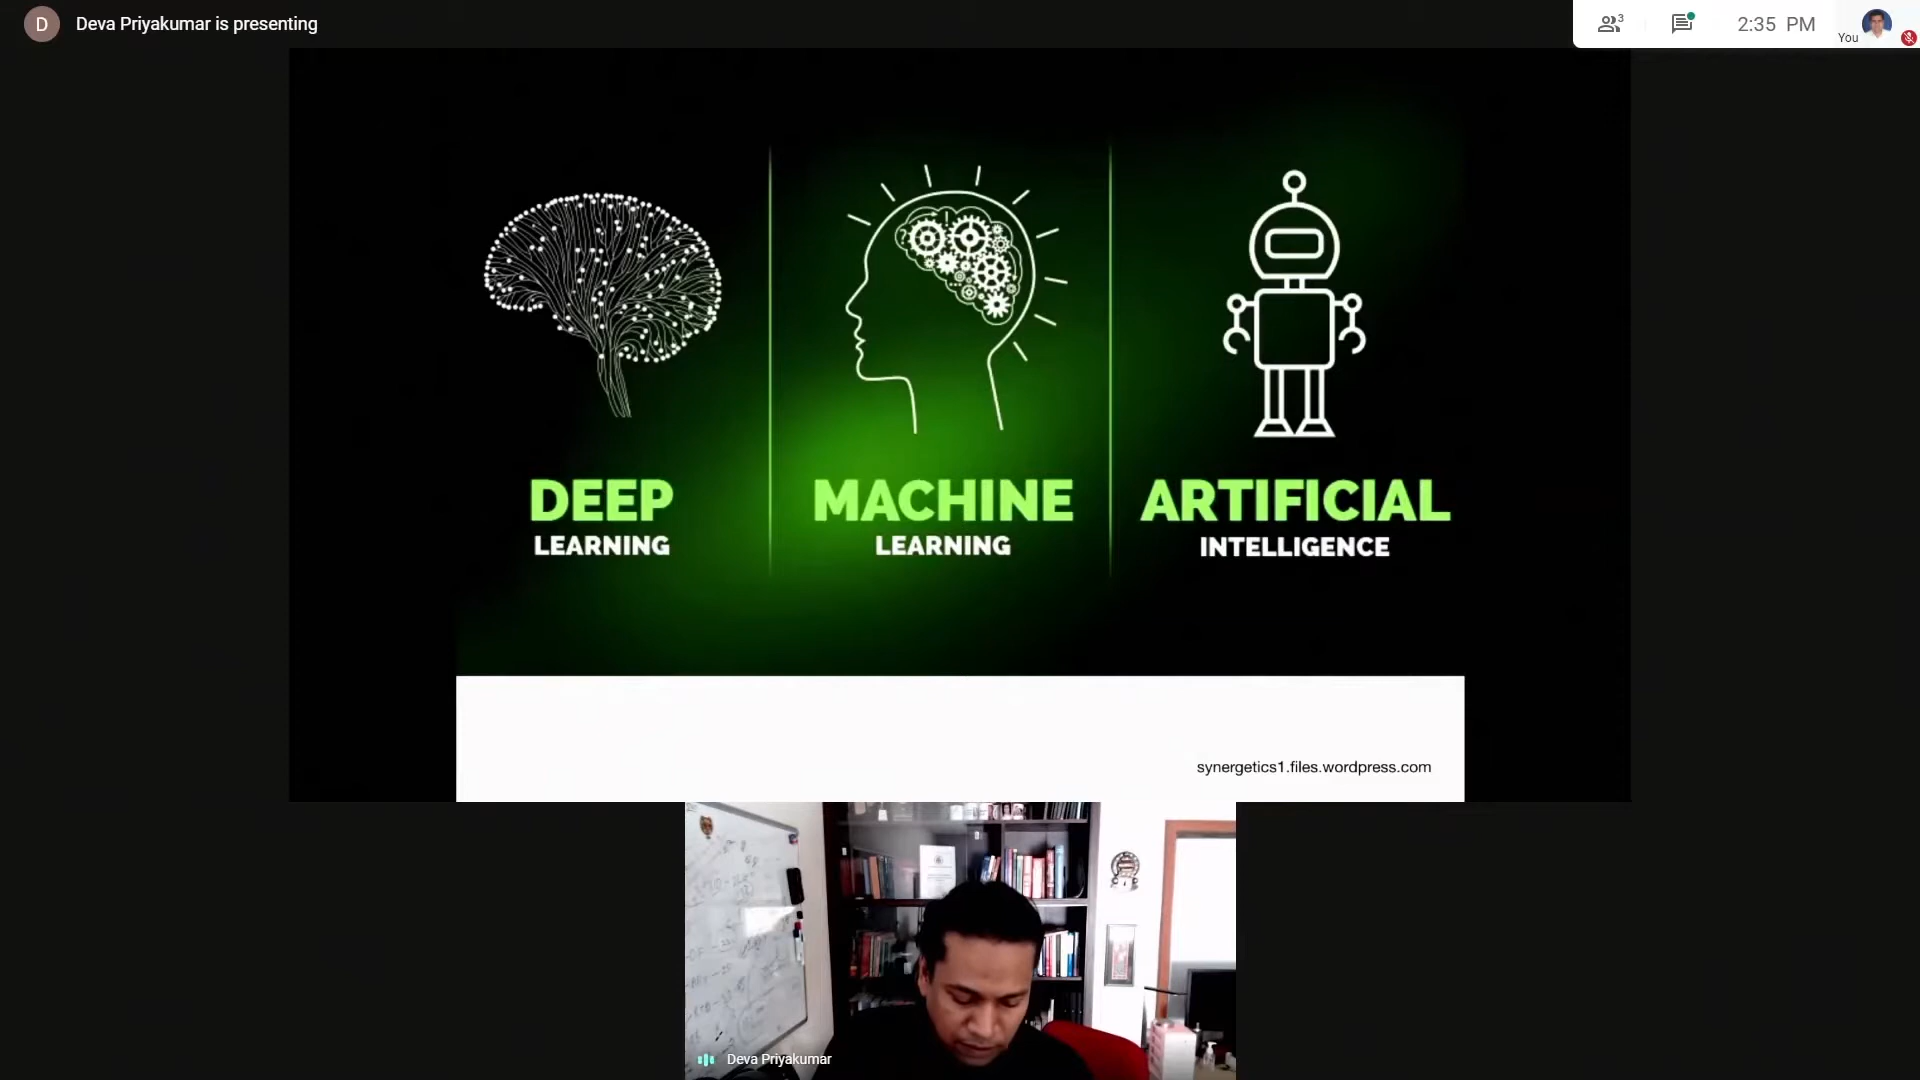 D
Deva Priyakumar is presenting
3
2:35 PM
You
DEEP
LEARNING
MACHINE
LEARNING
ARTIFICIAL
INTELLIGENCE
synergetics1.files.wordpress.com
Deva Priyakumar